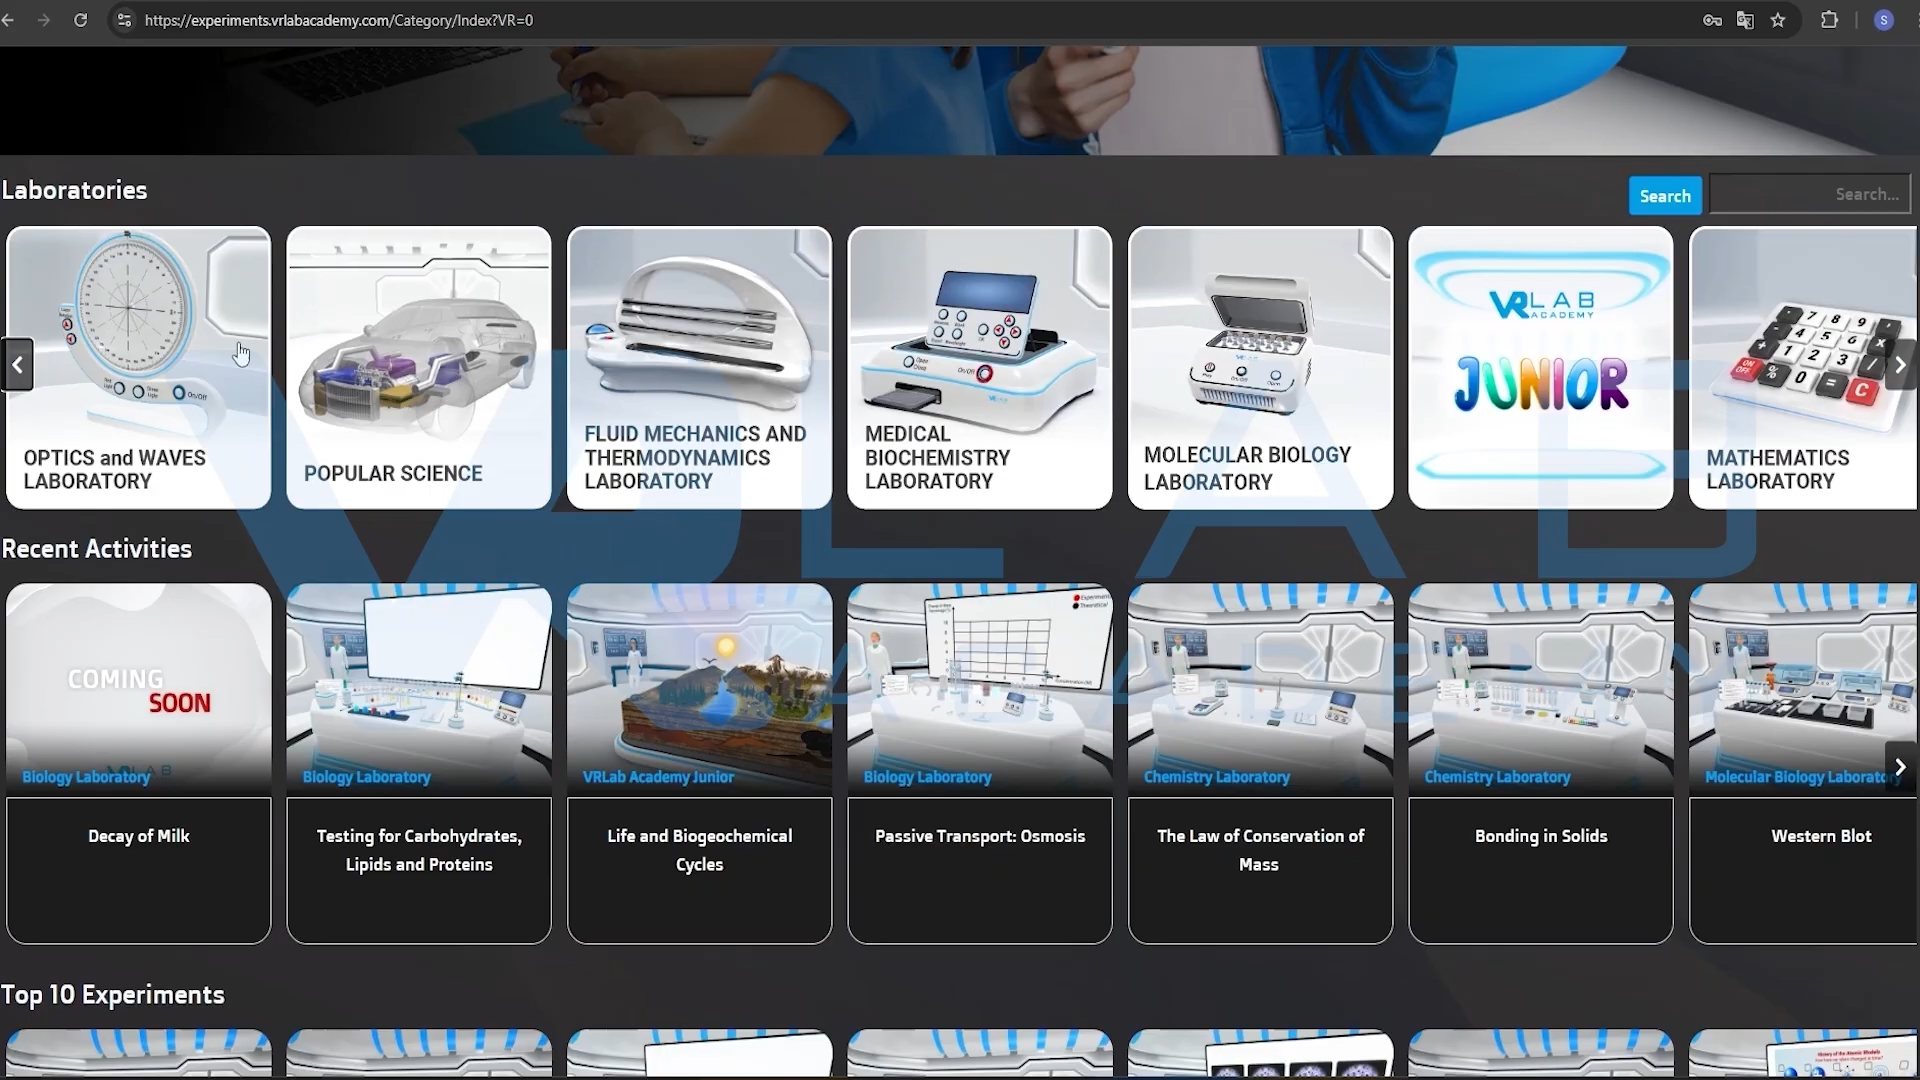 https://experiments.vrlabacademy.com/Category/Index?VR=0
S
Laboratories
Search
Search...
OPTICS and WAVES
LABORATORY
POPULAR SCIENCE
FLUID MECHANICS AND
THERMODYNAMICS
LABORATORY
MEDICAL
BIOCHEMISTRY
LABORATORY
MOLECULAR BIOLOGY
LABORATORY
VRLAB
ACADEMY
JUNIOR
MATHEMATICS
LABORATORY
Recent Activities
COMING
SOON
Biology Laboratory
Decay of Milk
Biology Laboratory
Testing for Carbohydrates,
Lipids and Proteins
VRLab Academy Junior
Life and Biogeochemical
Cycles
Biology Laboratory
Passive Transport: Osmosis
Chemistry Laboratory
The Law of Conservation of
Mass
Chemistry Laboratory
Bonding in Solids
Molecular Biology Laboratory
Western Blot
Top 10 Experiments
VRLAB
ACADEMY